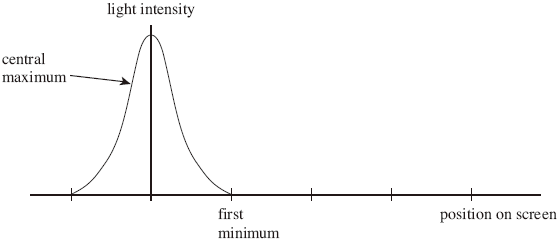 light intensity
central
maximum
first
minimum
position on screen